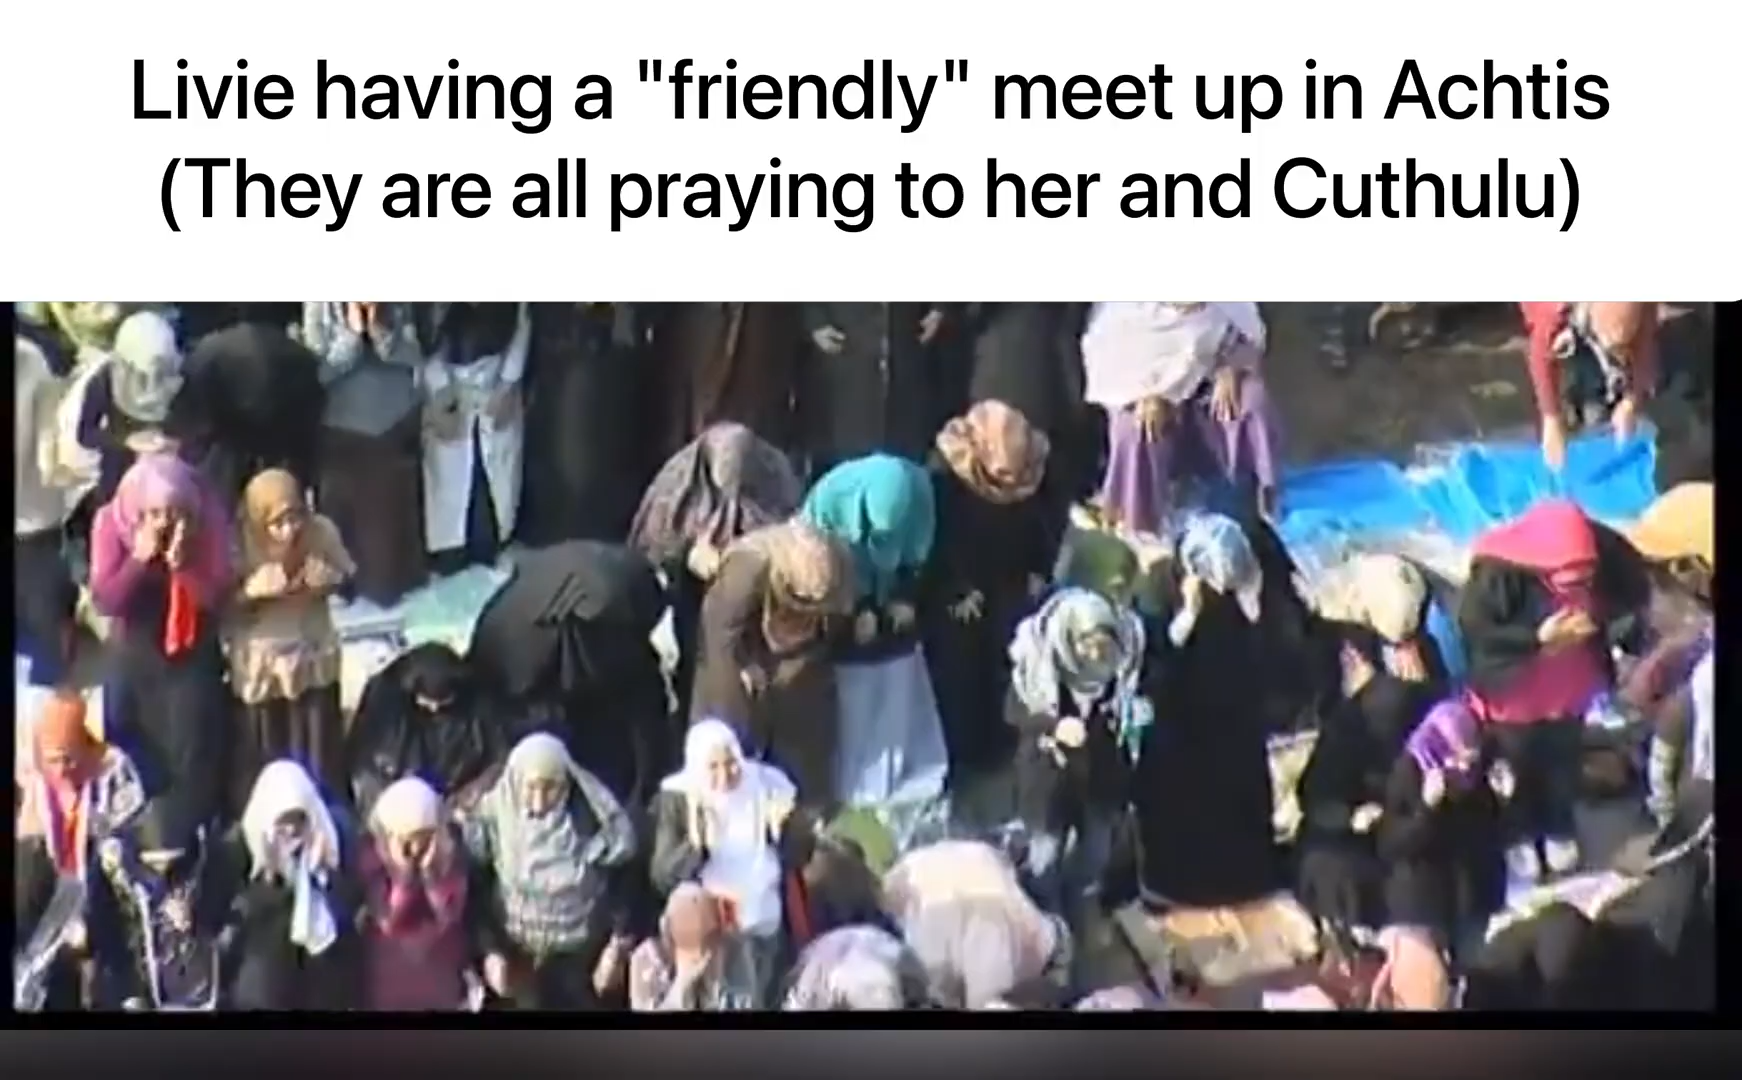 Livie having a "friendly" meet up in Achtis
(They are all praying to her and Cuthulu)